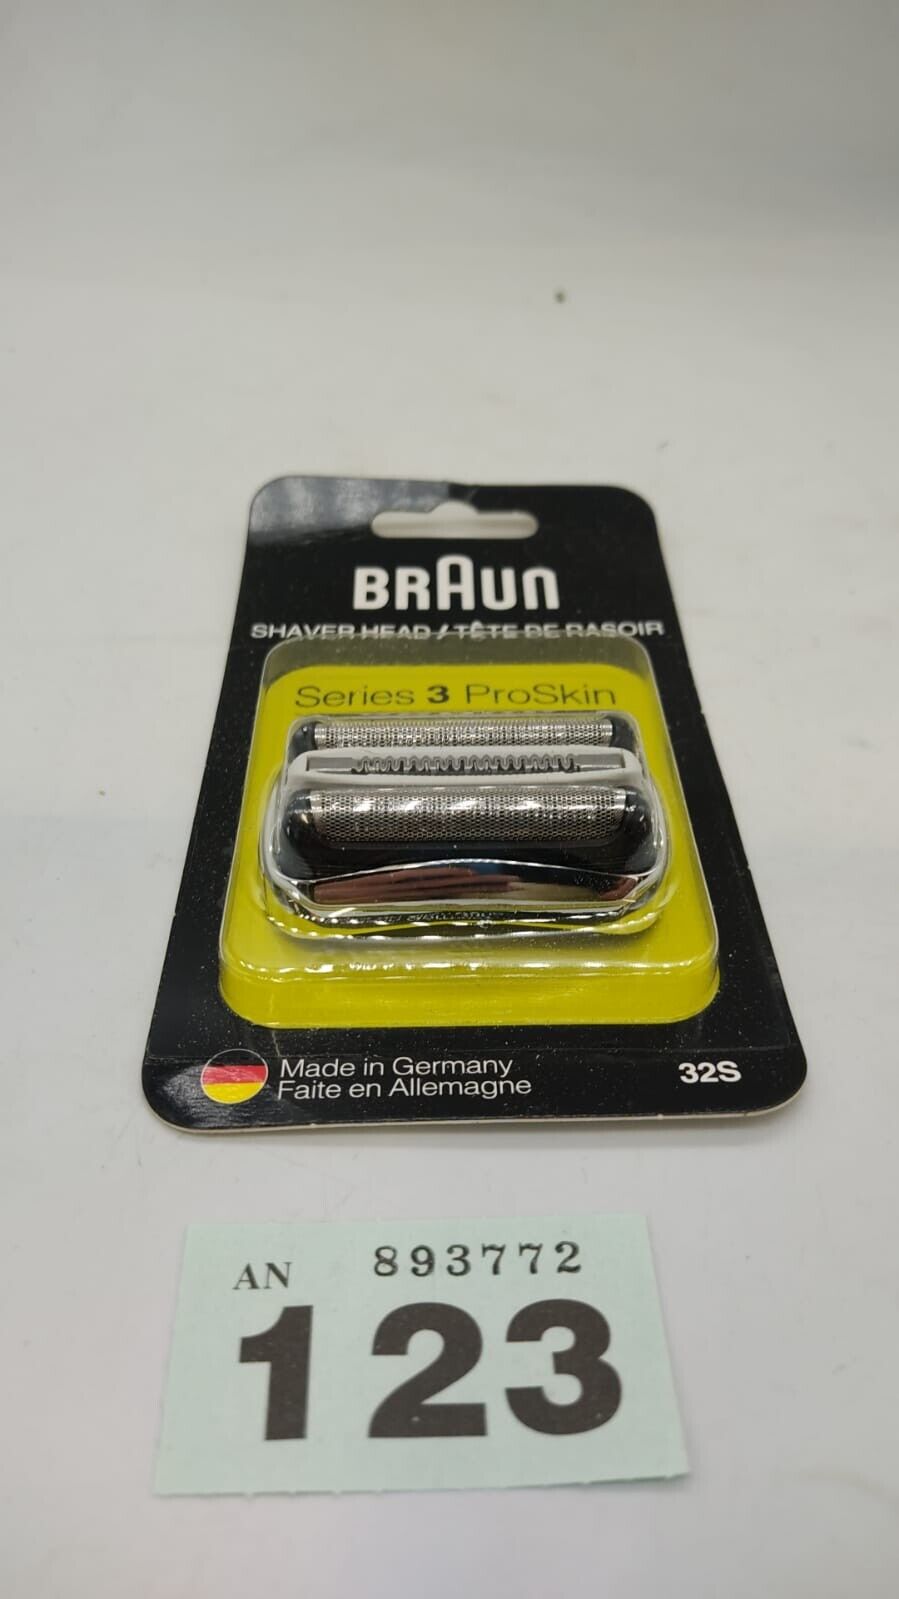 BRAUN
SHAVER HEAD / TÊTE DE RASOIR
Series 3 ProSkin
Made in Germany
Faite en Allemagne
32S
AN 893772
123